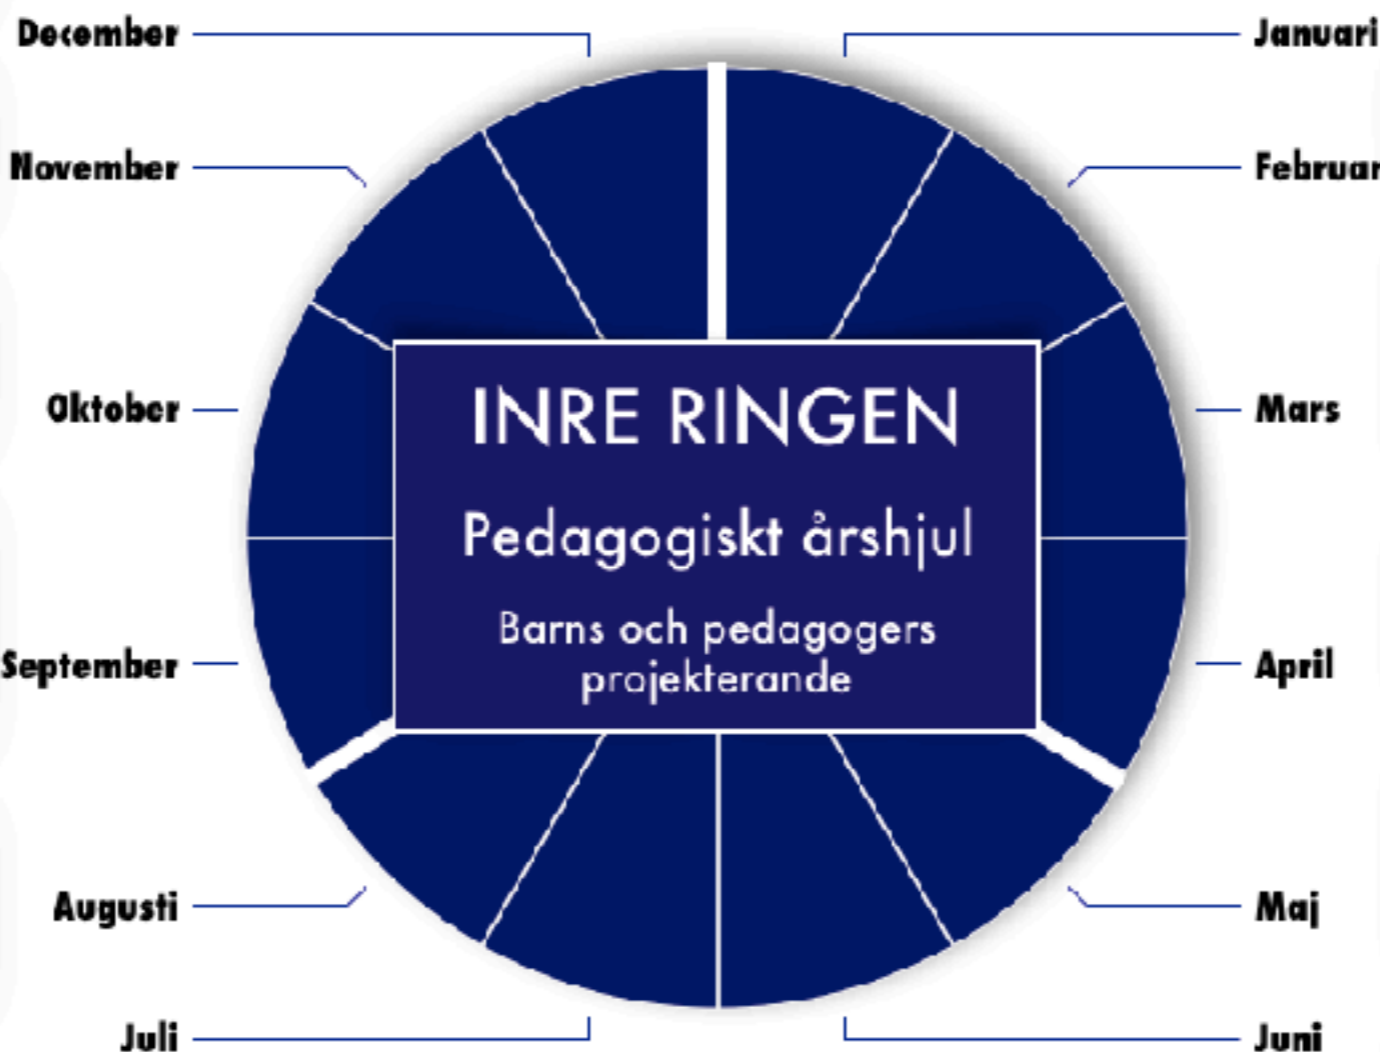 December
Januari
November
Februar
Oktober
Mars
INRE RINGEN
Pedagogiskt årshjul
Barns och pedagogers
projekterande
September
April
Augusti
Maj
Juli
Juni